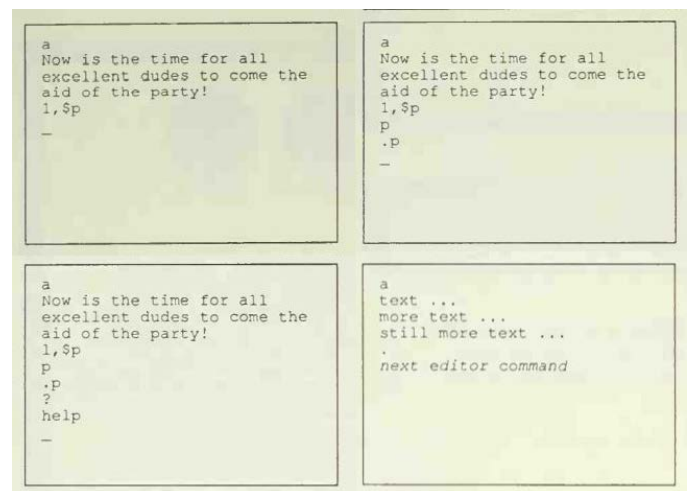 a
Now is the time for all
excellent dudes to come the
aid of the party!
1,$p
_
a
Now is the time for all
excellent dudes to come the
aid of the party!
1,$p
p
.p
_
a
Now is the time for all
excellent dudes to come the
aid of the party!
1,$p
p
.p
?
help
_
a
text ...
more text ...
still more text ...
.
next editor command